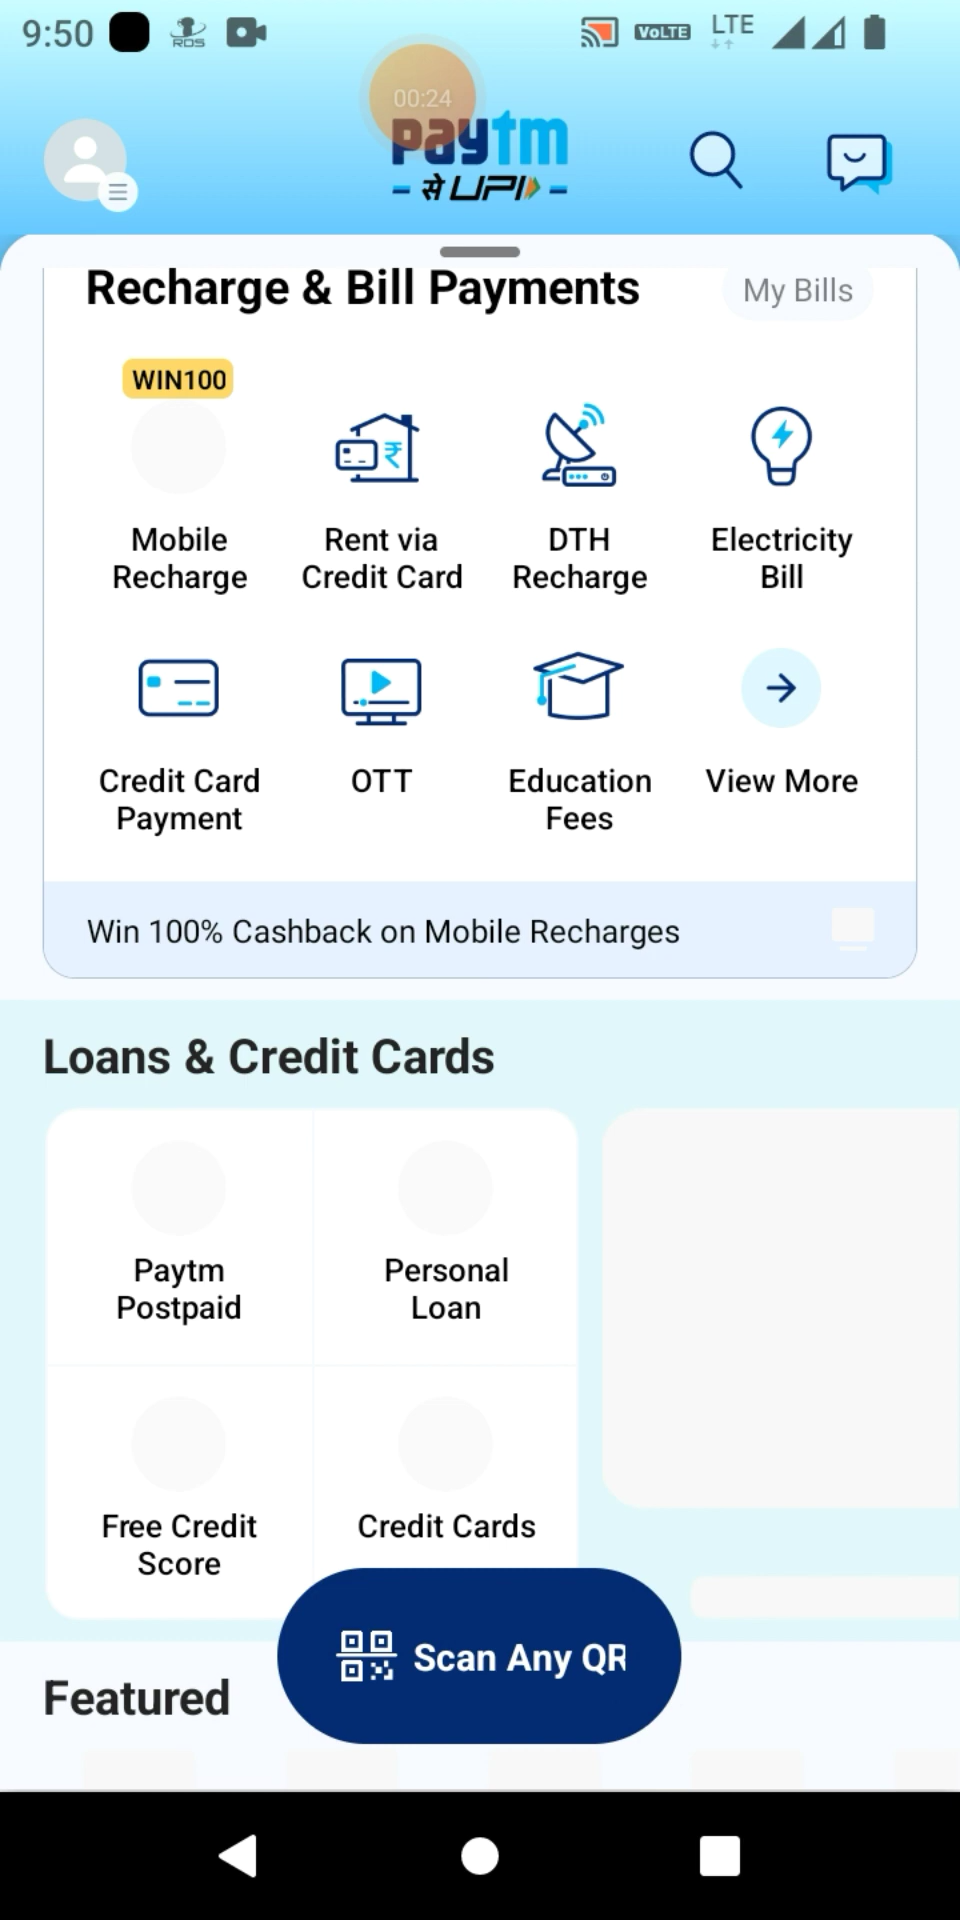 9:50
RDS
VoLTE
LTE
00:24
paytm
से UPI
Recharge & Bill Payments
My Bills
WIN100
Mobile Recharge
Rent via Credit Card
DTH Recharge
Electricity Bill
Credit Card Payment
OTT
Education Fees
View More
Win 100% Cashback on Mobile Recharges
Loans & Credit Cards
Paytm Postpaid
Personal Loan
Free Credit Score
Credit Cards
Scan Any QR
Featured